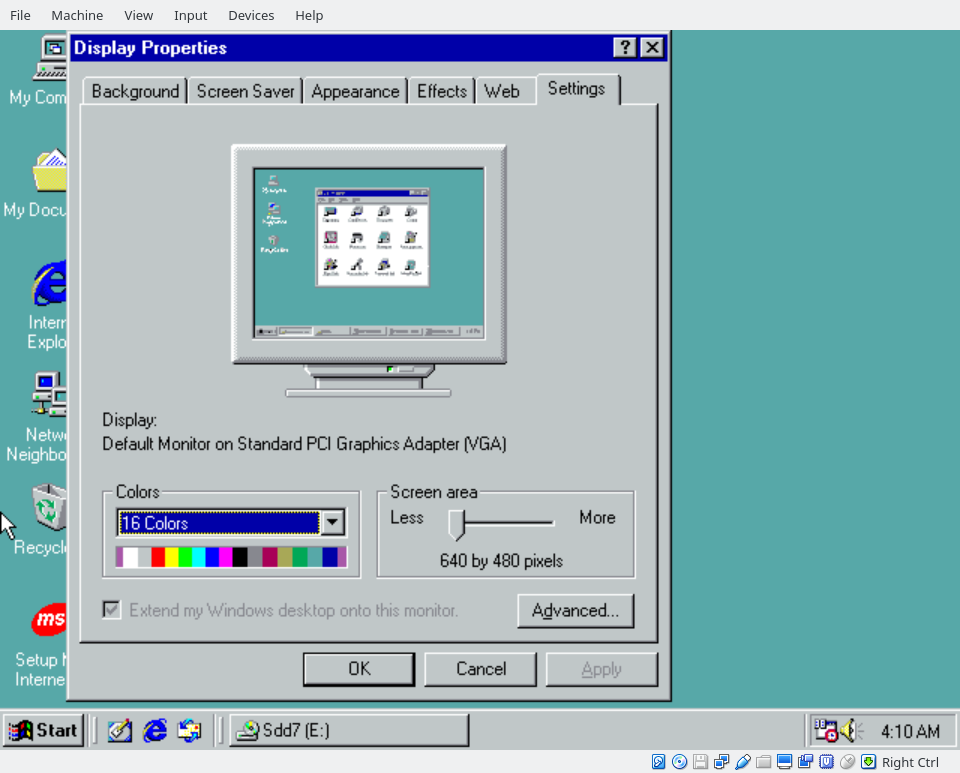 File Machine View Input Devices Help
Display Properties
Background Screen Saver Appearance Effects Web Settings
My Com
My Docu
Intern
Explo
Netwo
Neighbo
Recycl
ms
Setup M
Interne
Display:
Default Monitor on Standard PCI Graphics Adapter (VGA)
Colors
16 Colors
Screen area
Less More
640 by 480 pixels
Extend my Windows desktop onto this monitor.
Advanced...
OK Cancel Apply
Start Sdd7 (E:) 4:10 AM
Right Ctrl